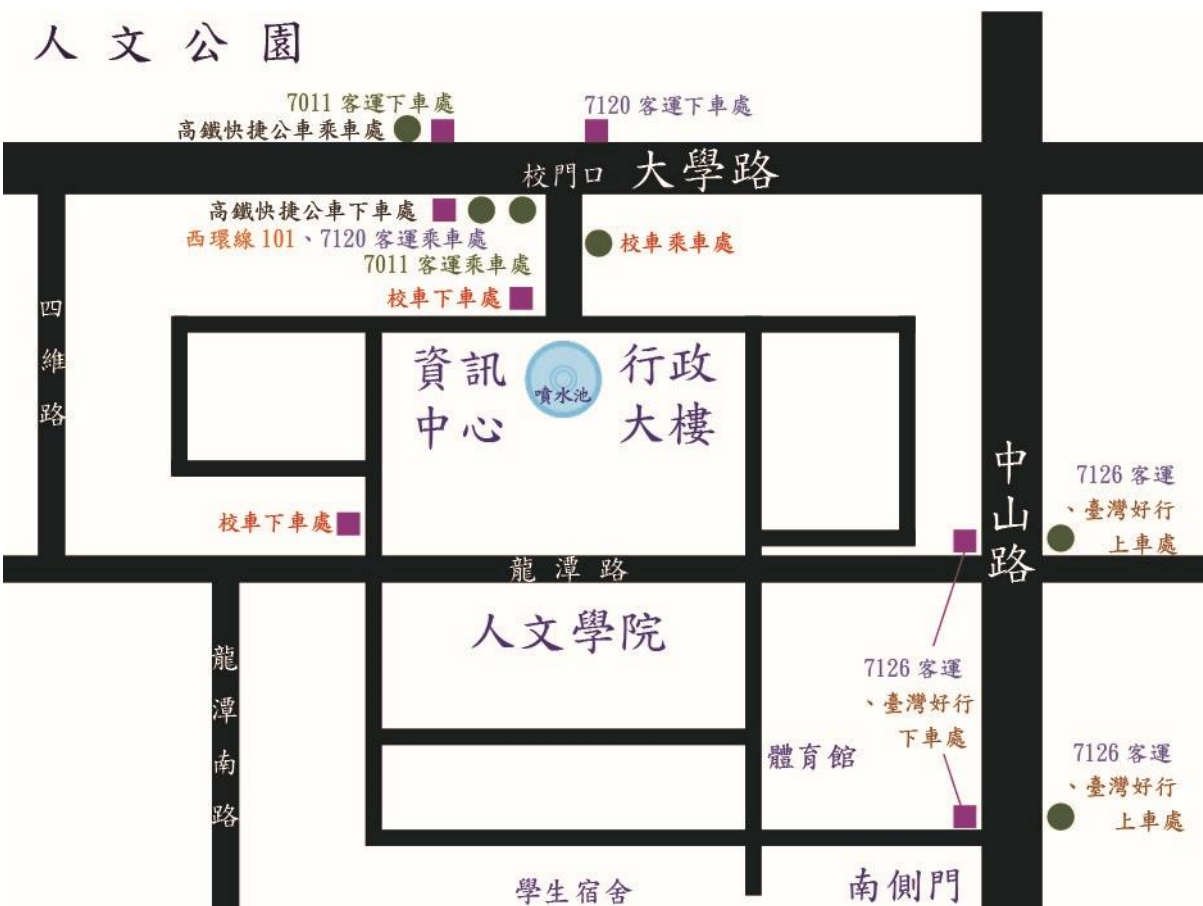 人文公園
7011 客運下車處
高鐵快捷公車乘車處
7120 客運下車處
校門口 大學路
高鐵快捷公車下車處
西環線 101、7120 客運乘車處
7011 客運乘車處
校車乘車處
校車下車處
四維路
資訊
中心
噴水池
行政
大樓
中山路
7126 客運
、臺灣好行
上車處
校車下車處
龍潭路
人文學院
龍潭南路
7126 客運
、臺灣好行
下車處
體育館
7126 客運
、臺灣好行
上車處
學生宿舍
南側門